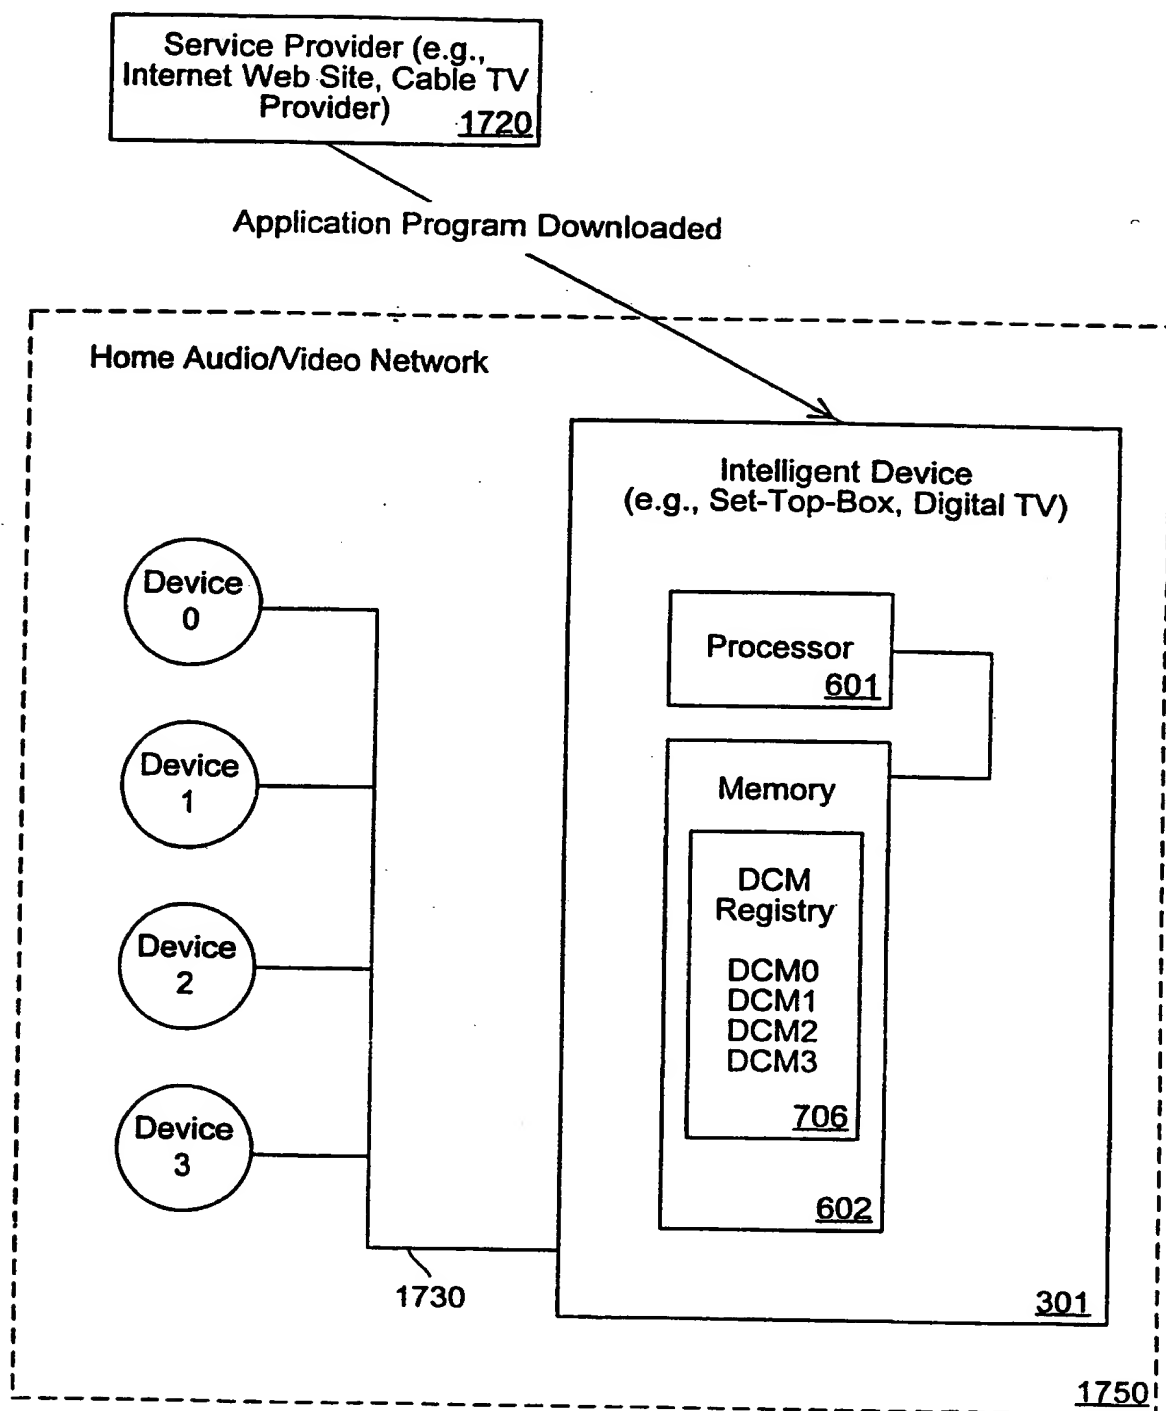 Service Provider (e.g.,
Internet Web Site, Cable TV
Provider)
1720
Application Program Downloaded
Home Audio/Video Network
Intelligent Device
(e.g., Set-Top-Box, Digital TV)
Device
0
Processor
601
Device
1
Memory
DCM
Registry
Device
2
DCM0
DCM1
DCM2
DCM3
706
Device
3
602
1730
301
1750